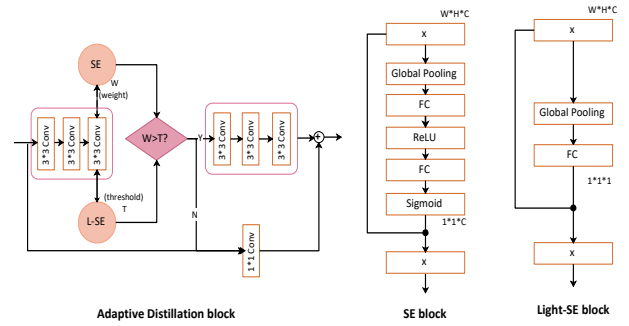 SE
W
(weight)
3*3 Conv
3*3 Conv
3*3 Conv
W>T?
Y
3*3 Conv
3*3 Conv
3*3 Conv
+
(threshold)
T
L-SE
N
1*1 Conv
Adaptive Distillation block
W*H*C
x
Global Pooling
FC
ReLU
FC
Sigmoid
1*1*C
x
SE block
W*H*C
x
Global Pooling
FC
1*1*1
x
Light-SE block